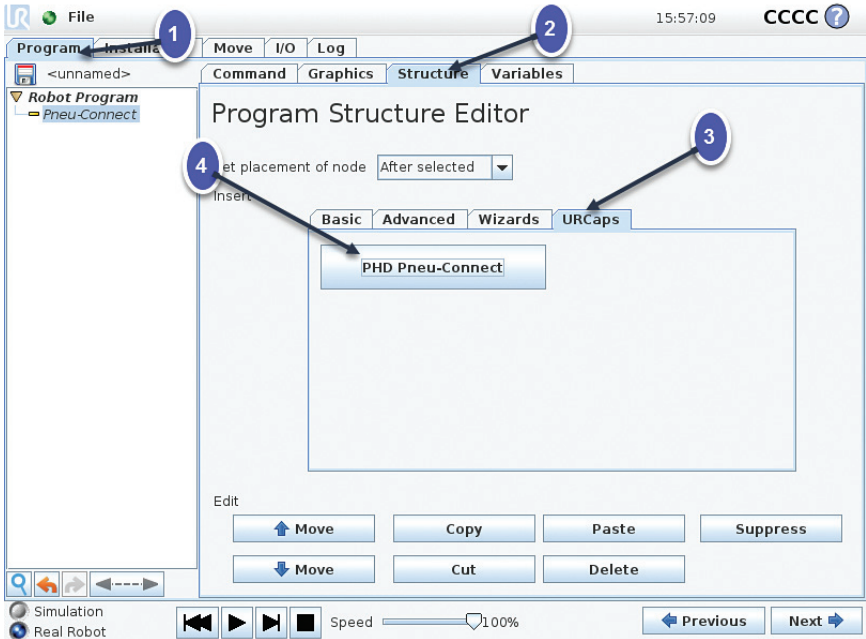 UR File 15:57:09 CCCC ?
1
2
Program Installa Move I/O Log
<unnamed> Command Graphics Structure Variables
Robot Program
Pneu-Connect
Program Structure Editor
3
4
et placement of node After selected
Insert
Basic Advanced Wizards URCaps
PHD Pneu-Connect
Edit
Move Copy Paste Suppress
Move Cut Delete
Simulation
Real Robot
Speed 100% Previous Next